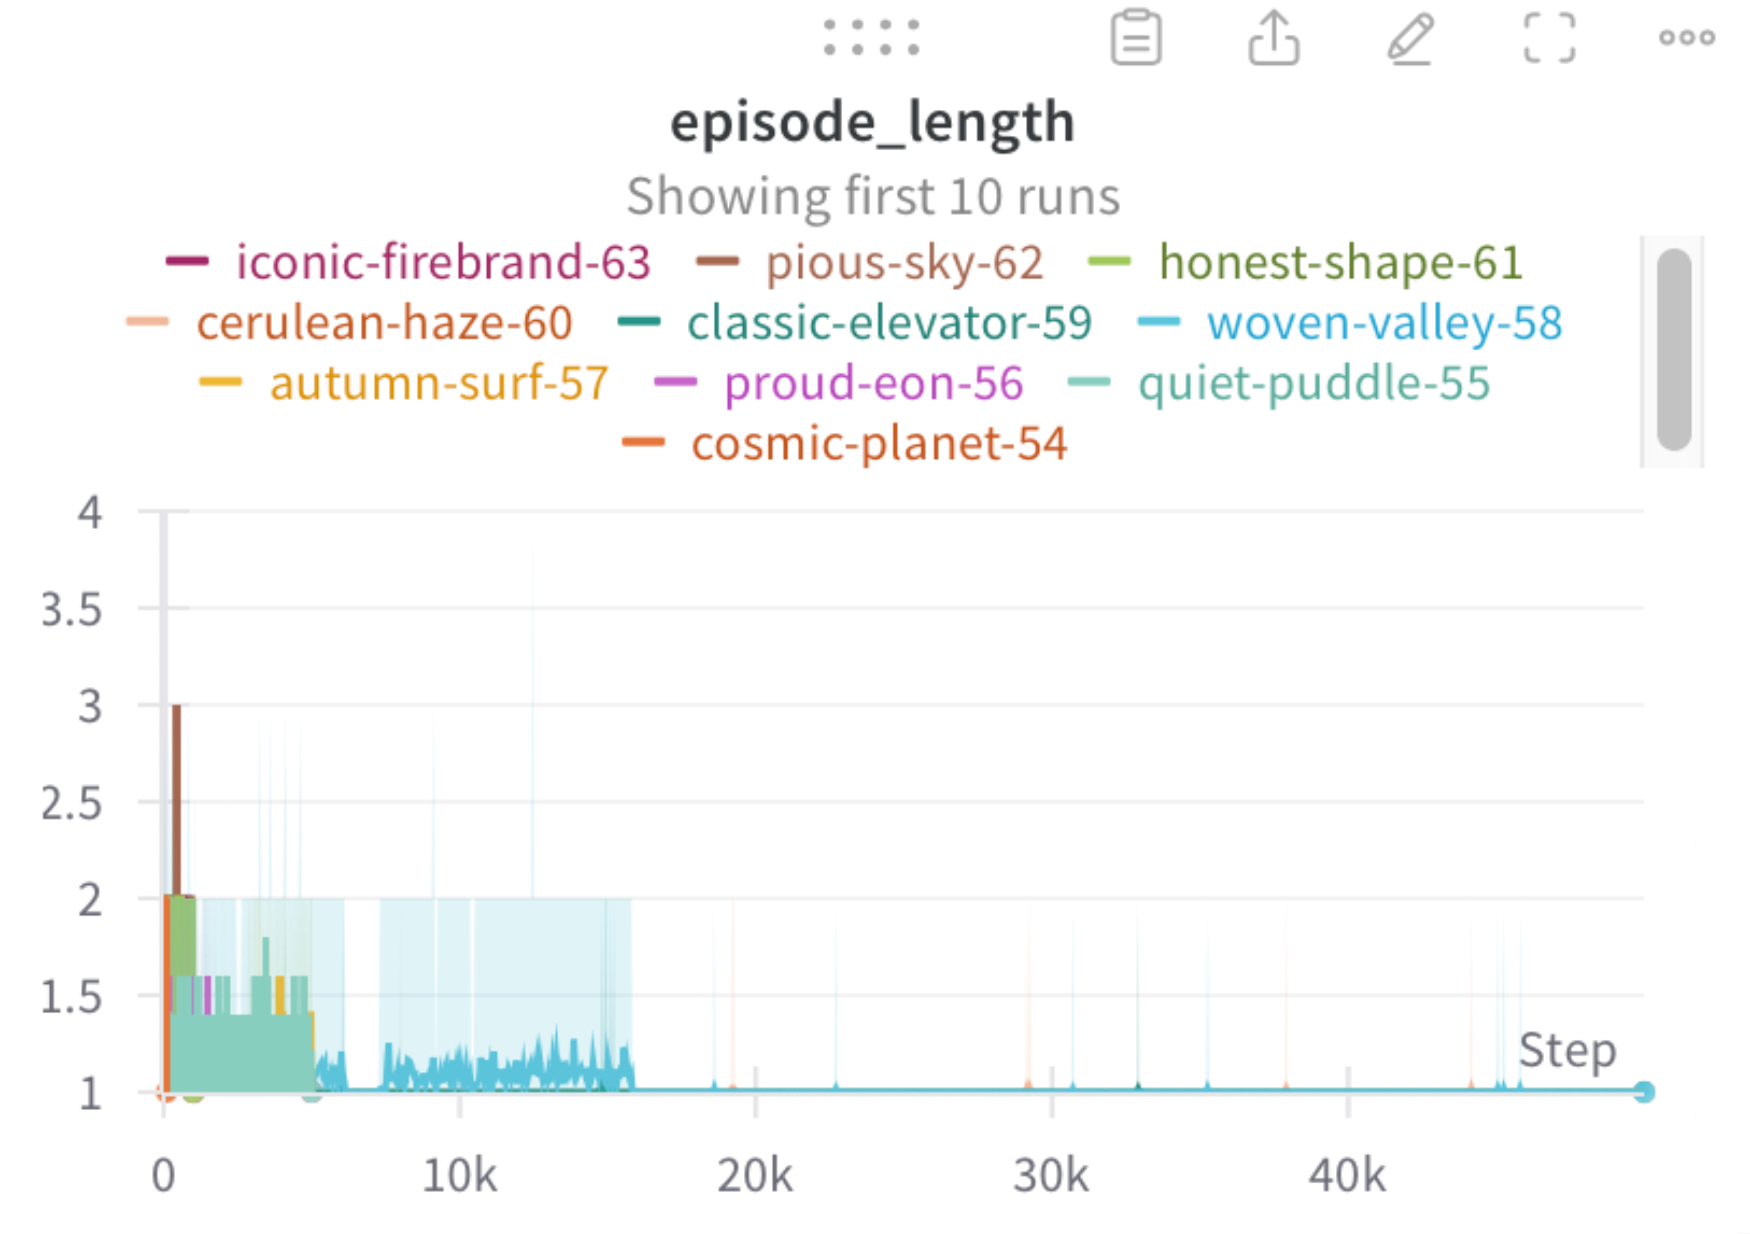 episode_length
Showing first 10 runs
iconic-firebrand-63 pious-sky-62 honest-shape-61
cerulean-haze-60 classic-elevator-59 woven-valley-58
autumn-surf-57 proud-eon-56 quiet-puddle-55
cosmic-planet-54
4
3.5
3
2.5
2
1.5
Step
1
0 10k 20k 30k 40k